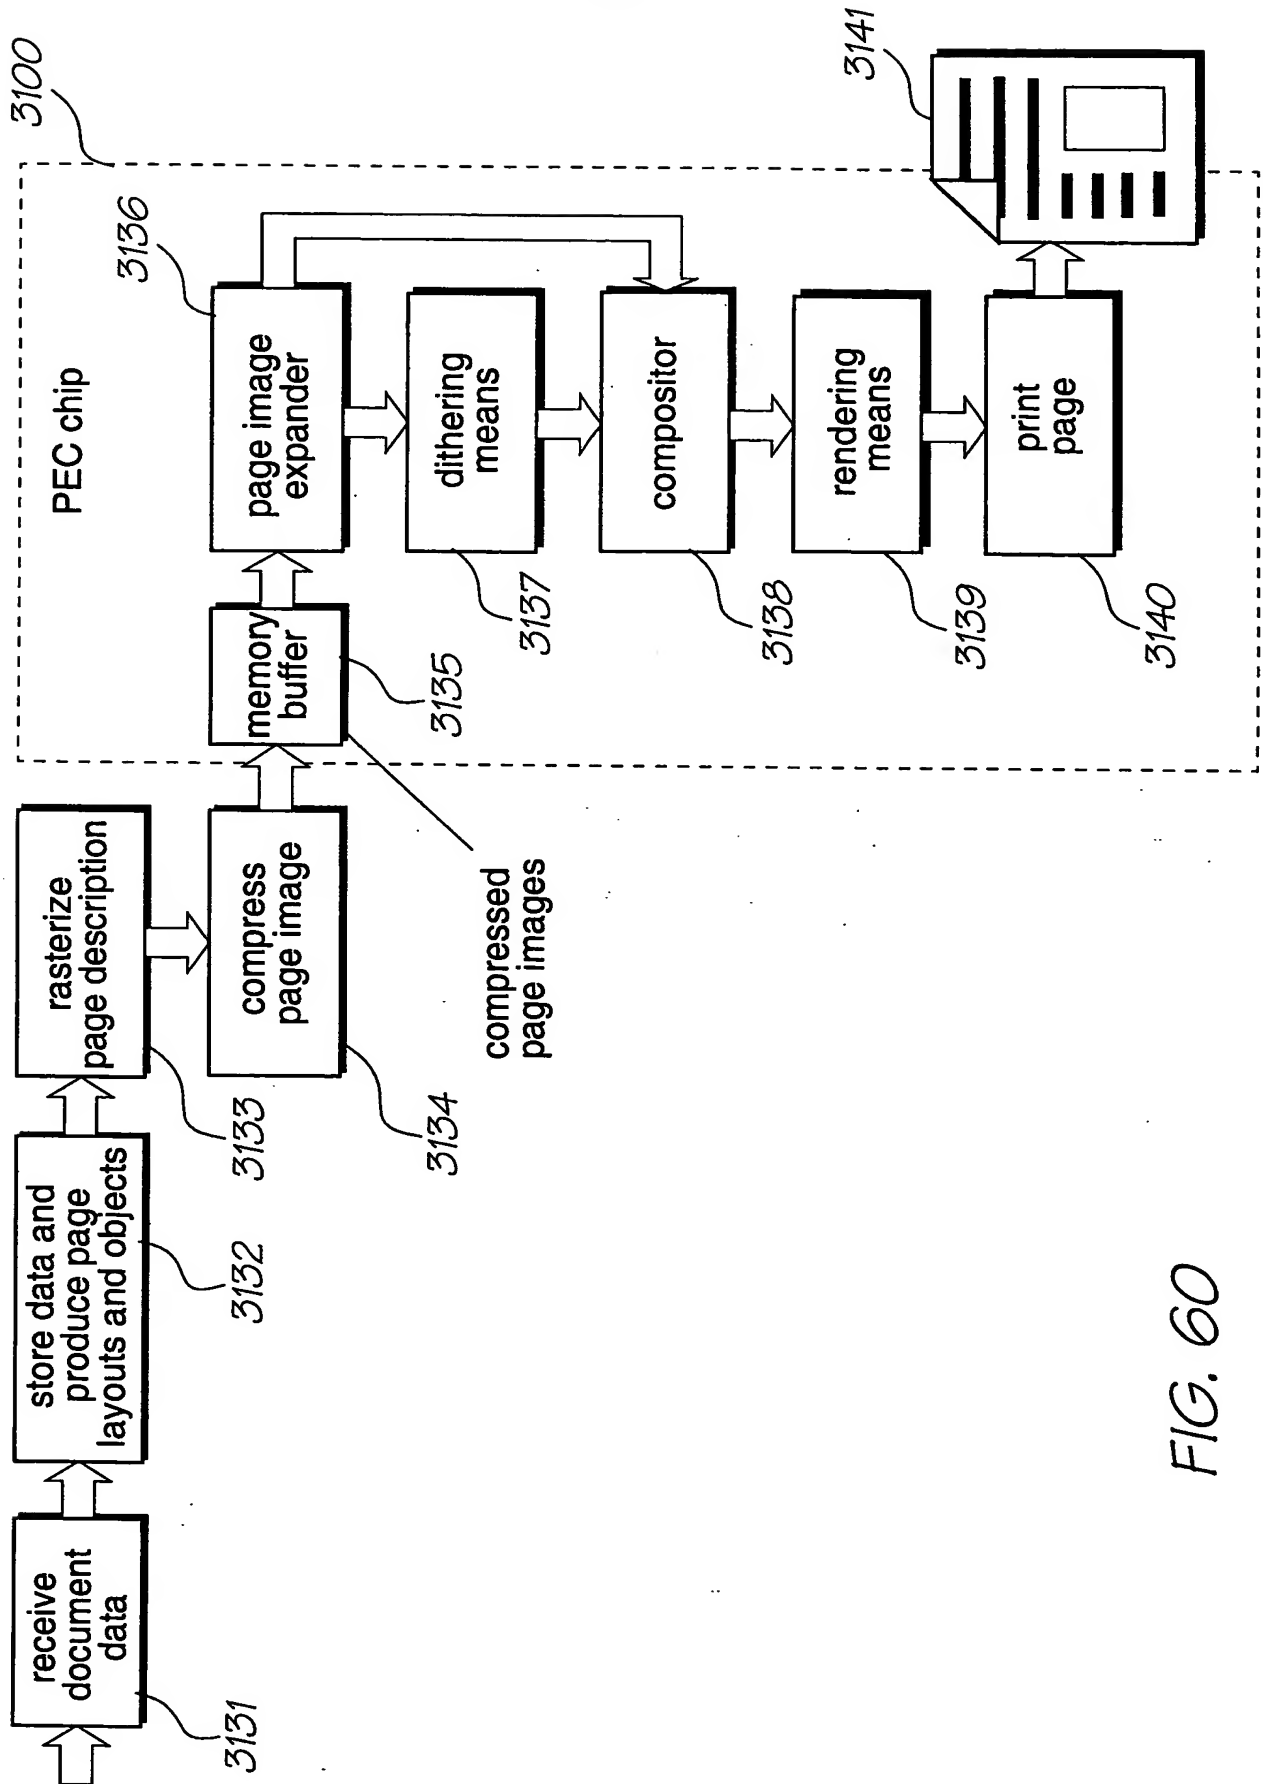 receive
document
data
3131
store data and
produce page
layouts and objects
3132
rasterize
page description
3133
compress
page image
3134
compressed
page images
3100
PEC chip
memory
buffer
3135
page image
expander
3136
dithering
means
3137
compositor
3138
rendering
means
3139
print
page
3140
3141
FIG. 60